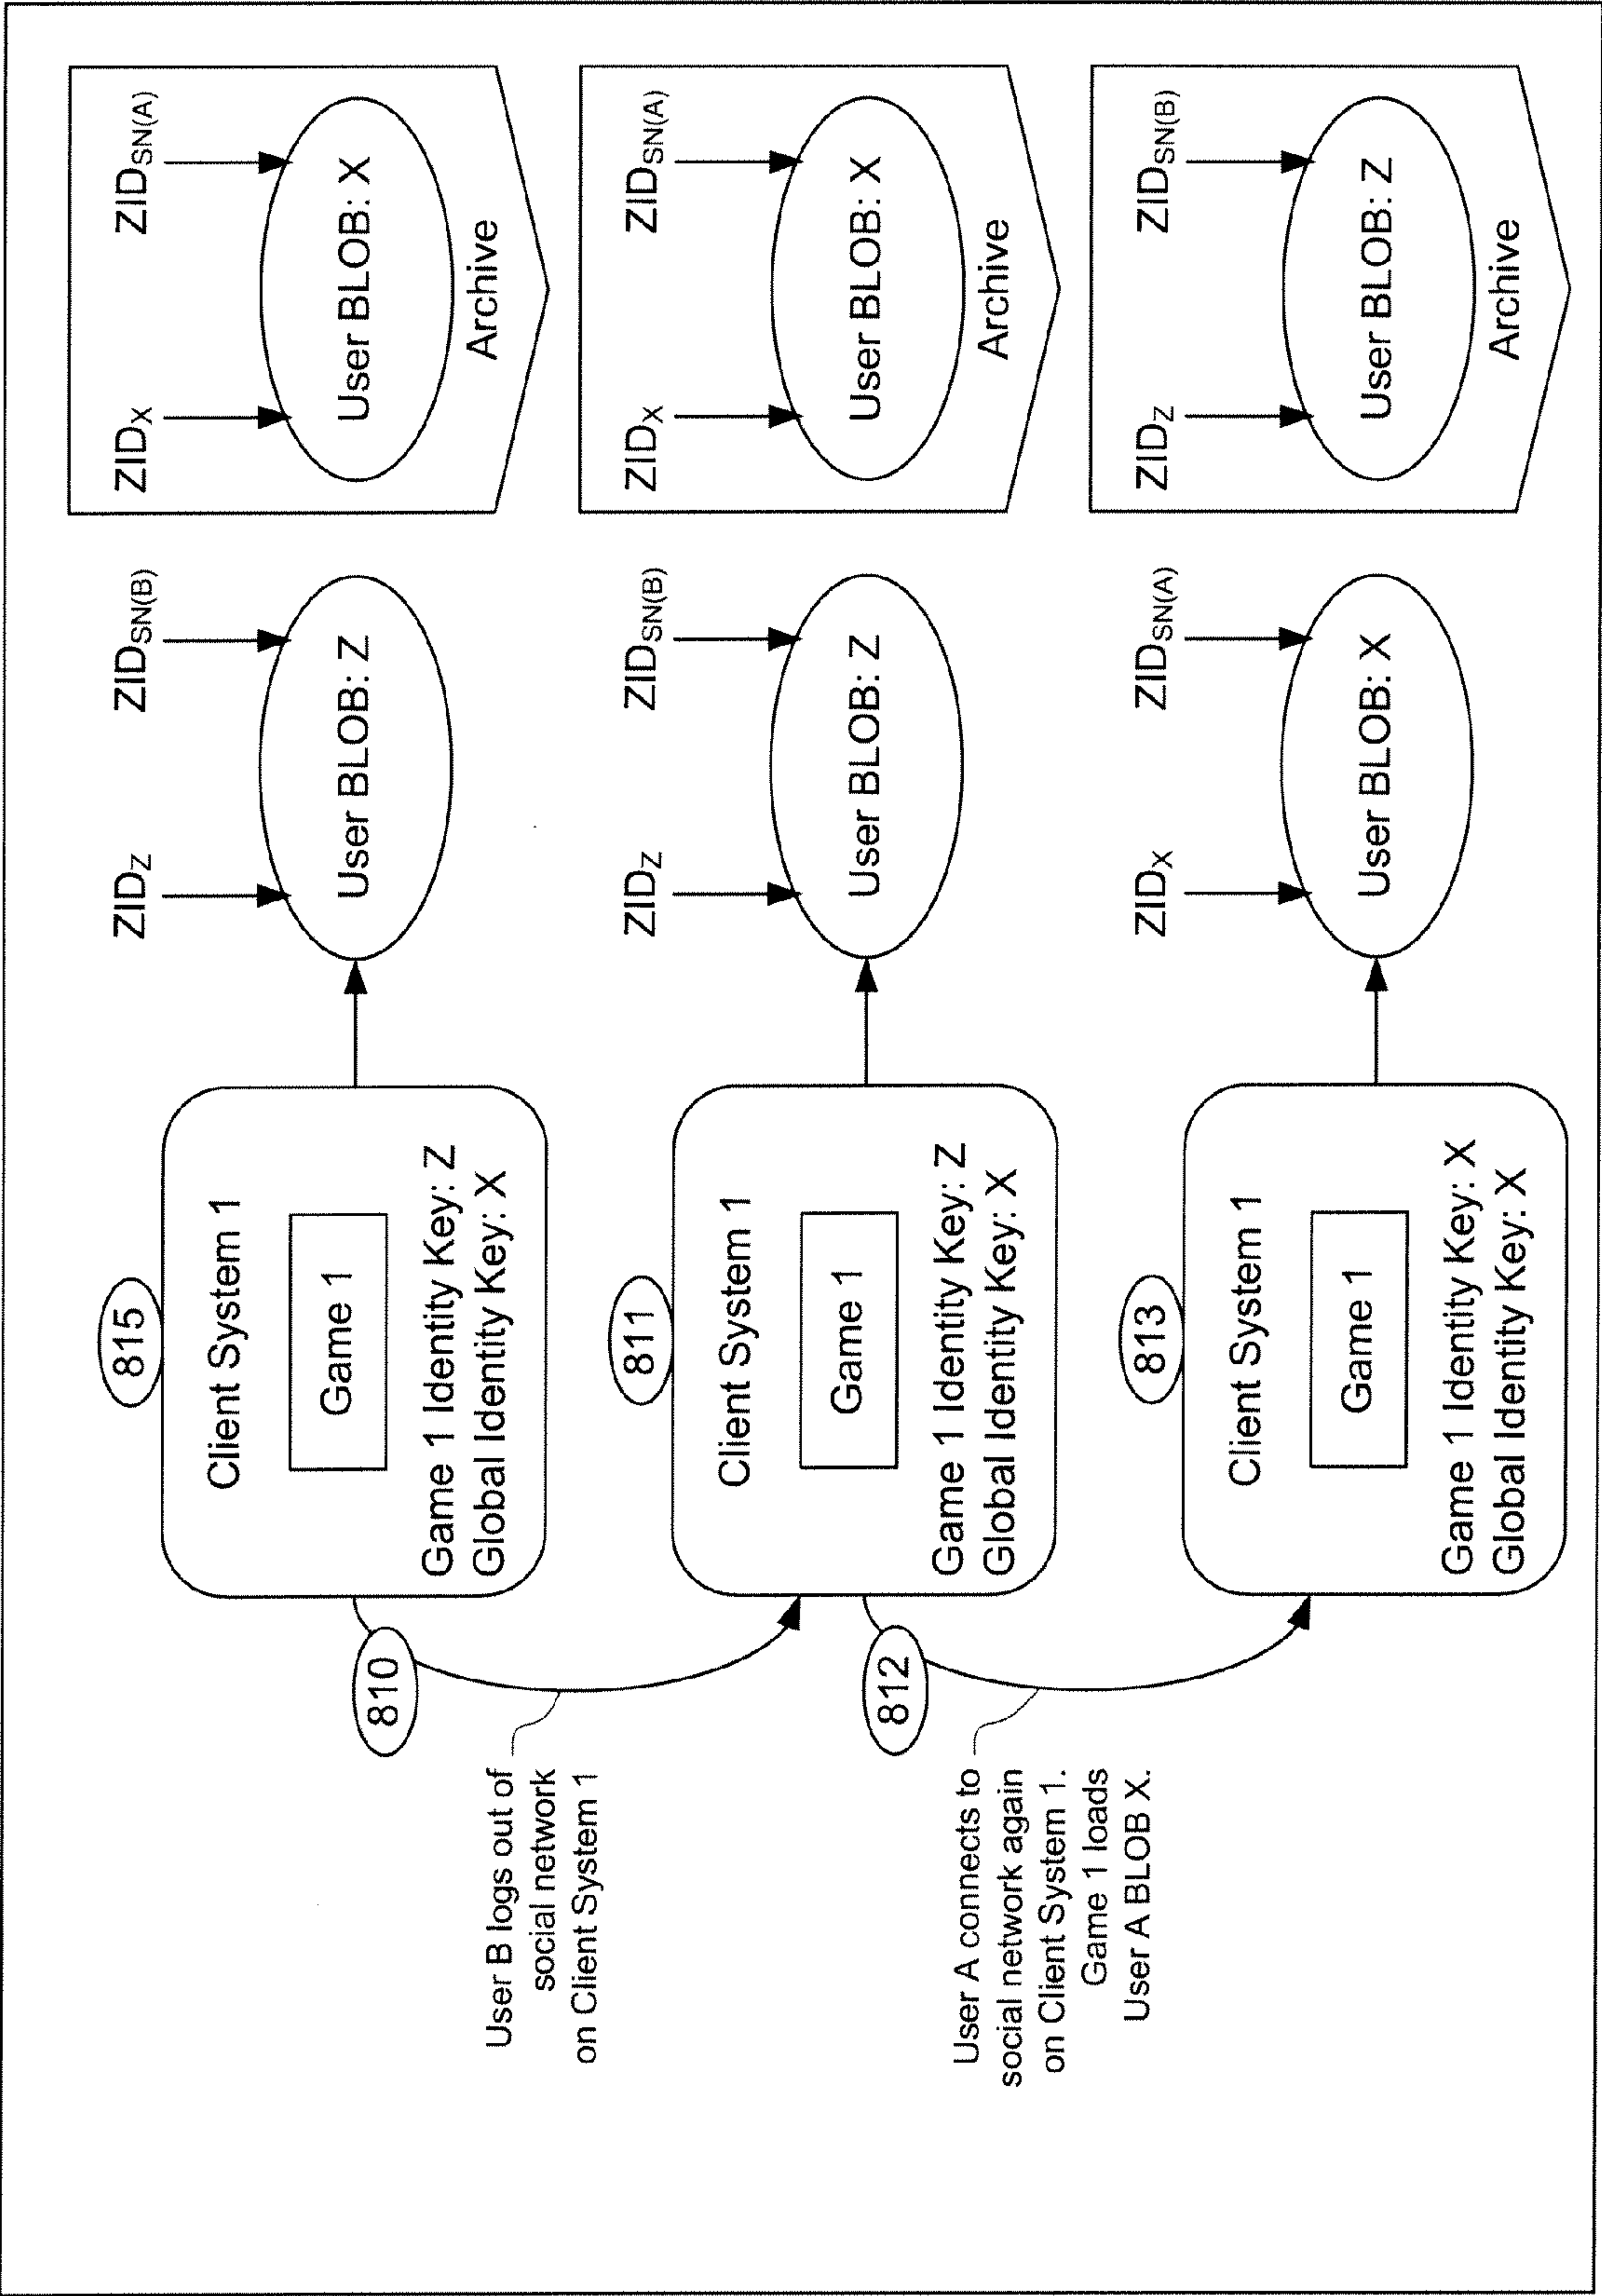 815
Client System 1
Game 1
Game 1 Identity Key: Z
Global Identity Key: X
ZIDZ
ZIDSN(B)
User BLOB: Z
ZIDX
ZIDSN(A)
User BLOB: X
Archive
810
User B logs out of
social network
on Client System 1
811
Client System 1
Game 1
Game 1 Identity Key: Z
Global Identity Key: X
ZIDZ
ZIDSN(B)
User BLOB: Z
ZIDX
ZIDSN(A)
User BLOB: X
Archive
812
User A connects to
social network again
on Client System 1.
Game 1 loads
User A BLOB X.
813
Client System 1
Game 1
Game 1 Identity Key: X
Global Identity Key: X
ZIDX
ZIDSN(A)
User BLOB: X
ZIDZ
ZIDSN(B)
User BLOB: Z
Archive